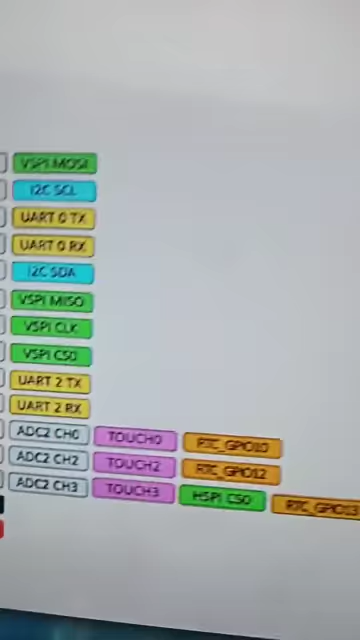 VSPI MOSI
I2C SCL
UART 0 TX
UART 0 RX
I2C SDA
VSPI MISO
VSPI CLK
VSPI CS0
UART 2 TX
UART 2 RX
ADC2 CH0 TOUCH0 RTC_GPIO10
ADC2 CH2 TOUCH2 RTC_GPIO12
ADC2 CH3 TOUCH3 HSPI CS0 RTC_GPIO13